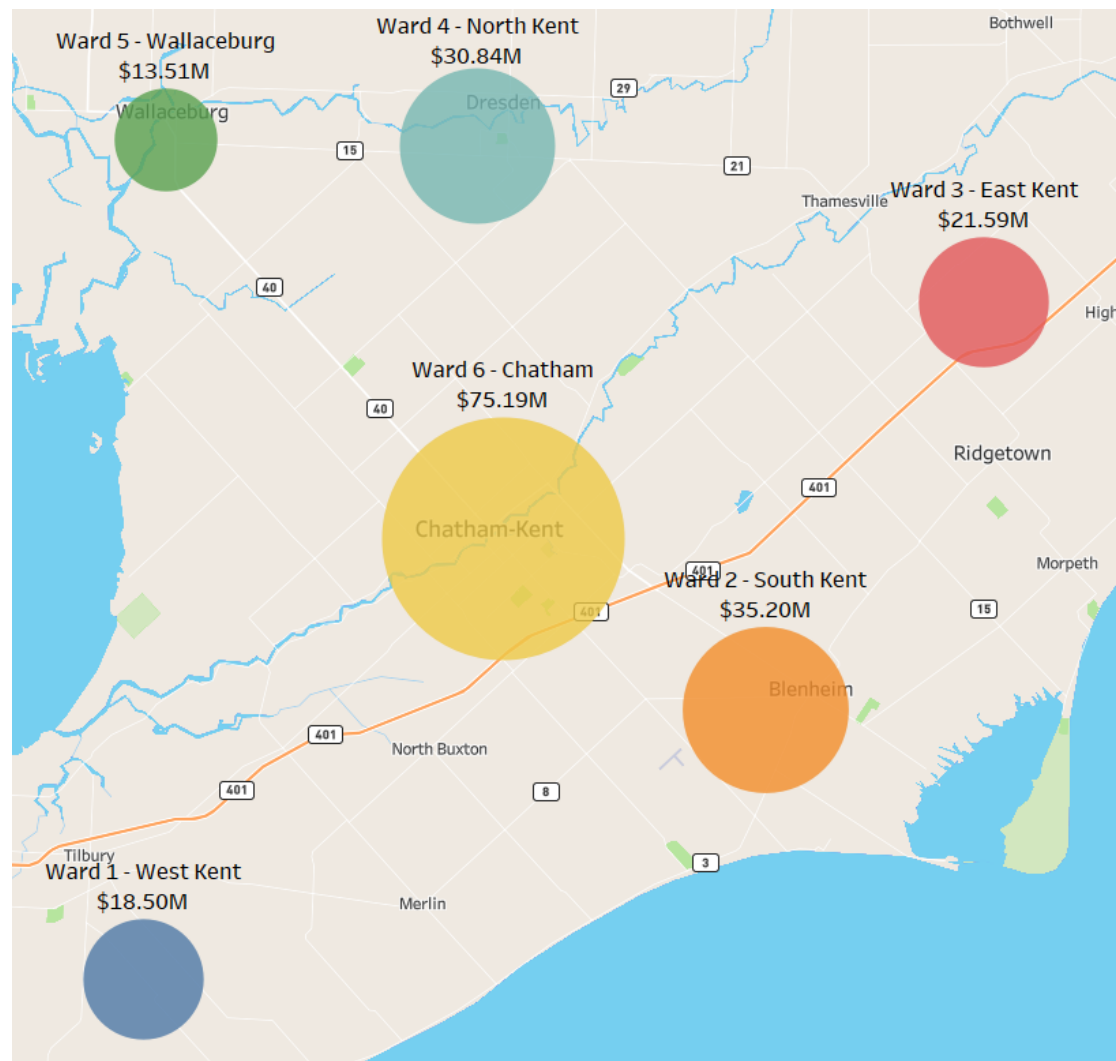 Bothwell
Ward 4 - North Kent
$30.84M
Ward 5 - Wallaceburg
$13.51M
29
Dresden
Wallaceburg
15
21
Thamesville
Ward 3 - East Kent
$21.59M
40
High
Ward 6 - Chatham
$75.19M
40
Ridgetown
401
Chatham-Kent
Morpeth
401
Ward 2 - South Kent
$35.20M
401
15
Blenheim
401
North Buxton
401
8
Tilbury
Ward 1 - West Kent
$18.50M
3
Merlin